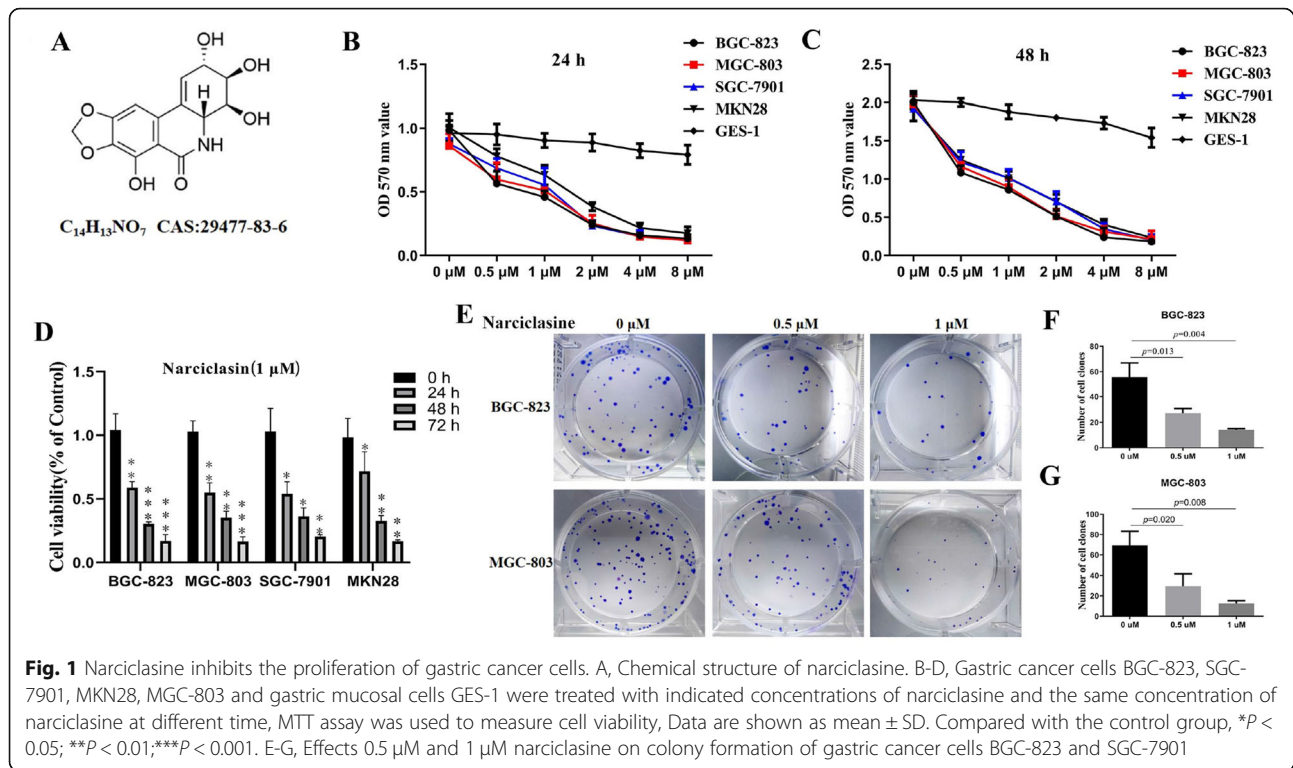 A
OH
OH
H
OH
O
O
NH
OH
O
C₁₄H₁₃NO₇ CAS:29477-83-6
B
24 h
BGC-823
MGC-803
SGC-7901
MKN28
GES-1
OD 570 nm value
1.5
1.0
0.5
0.0
0 μM
0.5 μM
1 μM
2 μM
4 μM
8 μM
C
48 h
BGC-823
MGC-803
SGC-7901
MKN28
GES-1
OD 570 nm value
2.5
2.0
1.5
1.0
0.5
0.0
0 μM
0.5 μM
1 μM
2 μM
4 μM
8 μM
D
Narciclasin(1 μM)
0 h
24 h
48 h
72 h
Cell viability(% of Control)
1.5
1.0
0.5
0.0
**
***
***
**
**
***
*
*
**
*
**
**
BGC-823
MGC-803
SGC-7901
MKN28
E
Narciclasine
0 μM
0.5 μM
1 μM
BGC-823
MGC-803
F
BGC-823
p=0.004
p=0.013
Number of cell clones
80
60
40
20
0
0 uM
0.5 uM
1 uM
G
MGC-803
p=0.008
p=0.020
Number of cell clones
100
80
60
40
20
0
0 uM
0.5 uM
1 uM
Fig. 1 Narciclasine inhibits the proliferation of gastric cancer cells. A, Chemical structure of narciclasine. B-D, Gastric cancer cells BGC-823, SGC-
7901, MKN28, MGC-803 and gastric mucosal cells GES-1 were treated with indicated concentrations of narciclasine and the same concentration of
narciclasine at different time, MTT assay was used to measure cell viability, Data are shown as mean ± SD. Compared with the control group, *P <
0.05; **P < 0.01;***P < 0.001. E-G, Effects 0.5 μM and 1 μM narciclasine on colony formation of gastric cancer cells BGC-823 and SGC-7901